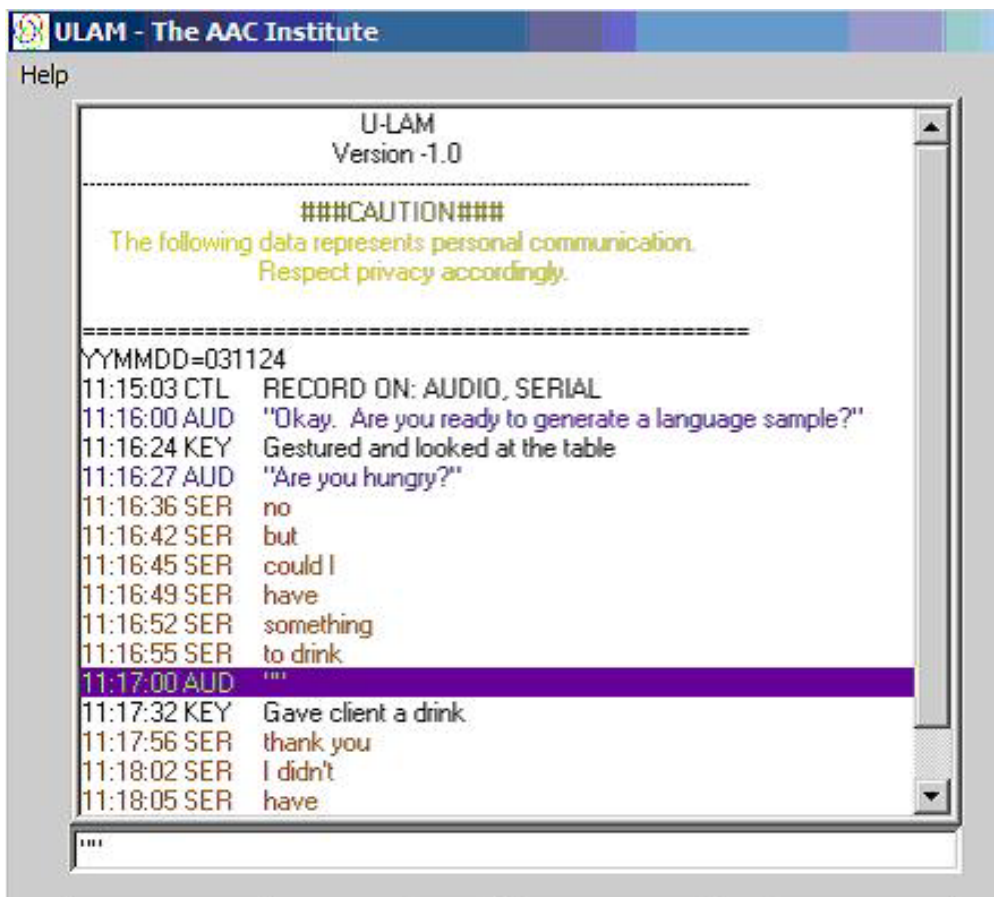 ULAM - The AAC Institute
Help
U-LAM
Version -1.0
--------------------------------------------------------------------------------
###CAUTION###
The following data represents personal communication.
Respect privacy accordingly.
==================================================
YYMMDD=031124
11:15:03 CTL RECORD ON: AUDIO, SERIAL
11:16:00 AUD "Okay.  Are you ready to generate a language sample?"
11:16:24 KEY Gestured and looked at the table
11:16:27 AUD "Are you hungry?"
11:16:36 SER no
11:16:42 SER but
11:16:45 SER could I
11:16:49 SER have
11:16:52 SER something
11:16:55 SER to drink
11:17:00 AUD ""
11:17:32 KEY Gave client a drink
11:17:56 SER thank you
11:18:02 SER I didn't
11:18:05 SER have
""